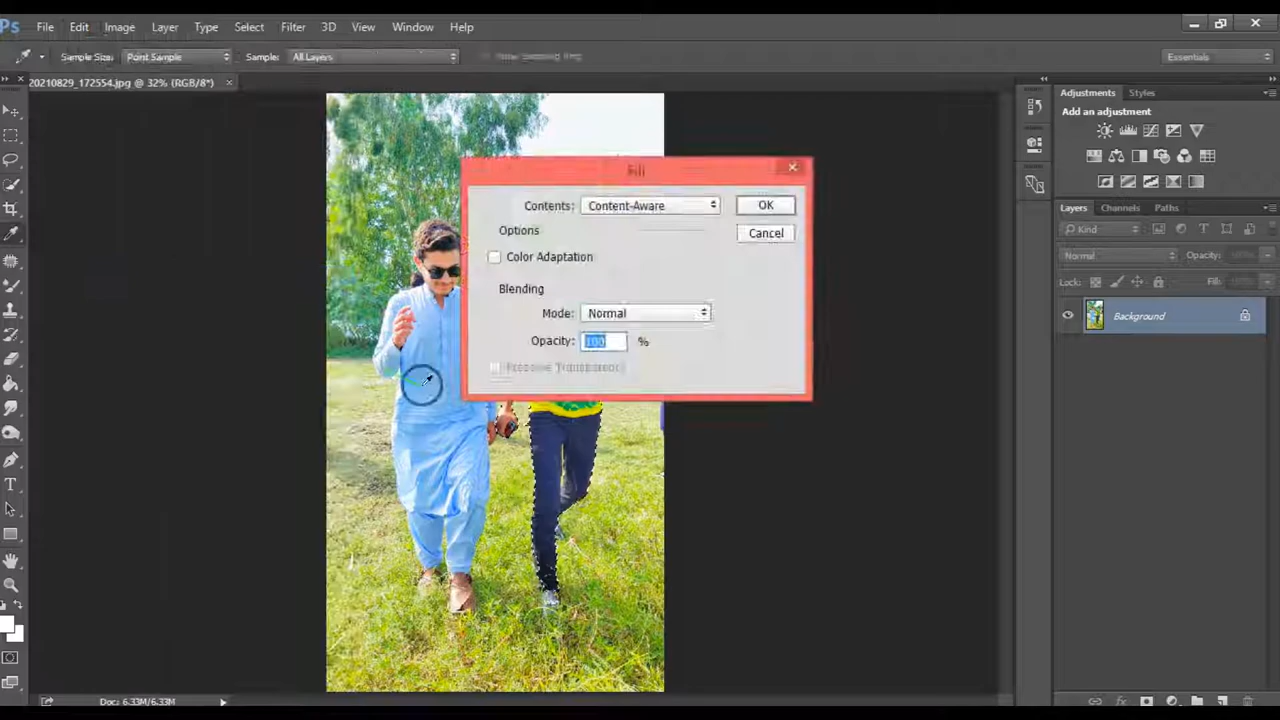 Ps File Edit Image Layer Type Select Filter 3D View Window Help
Sample Size: Point Sample Sample: All Layers Essentials
20210829_172554.jpg @ 32% (RGB/8*) ×
Adjustments Styles
Add an adjustment
Fill
Contents: Content-Aware OK
Options Cancel
Color Adaptation
Blending
Mode: Normal
Opacity: 100 %
Preserve Transparency
Layers Channels Paths
Kind
Normal Opacity:
Lock: Fill:
Background
Doc: 6.33M/6.33M